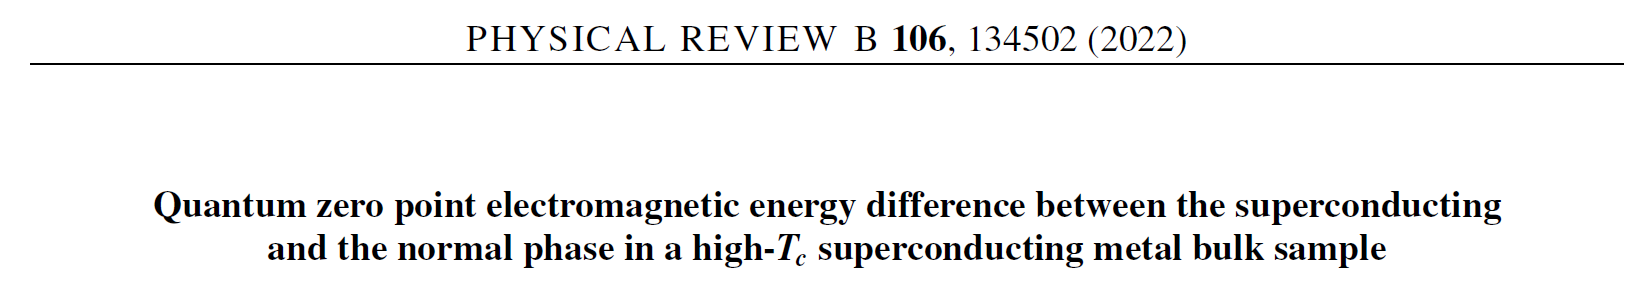 PHYSICAL REVIEW B 106, 134502 (2022)
Quantum zero point electromagnetic energy difference between the superconducting
and the normal phase in a high-Tc superconducting metal bulk sample